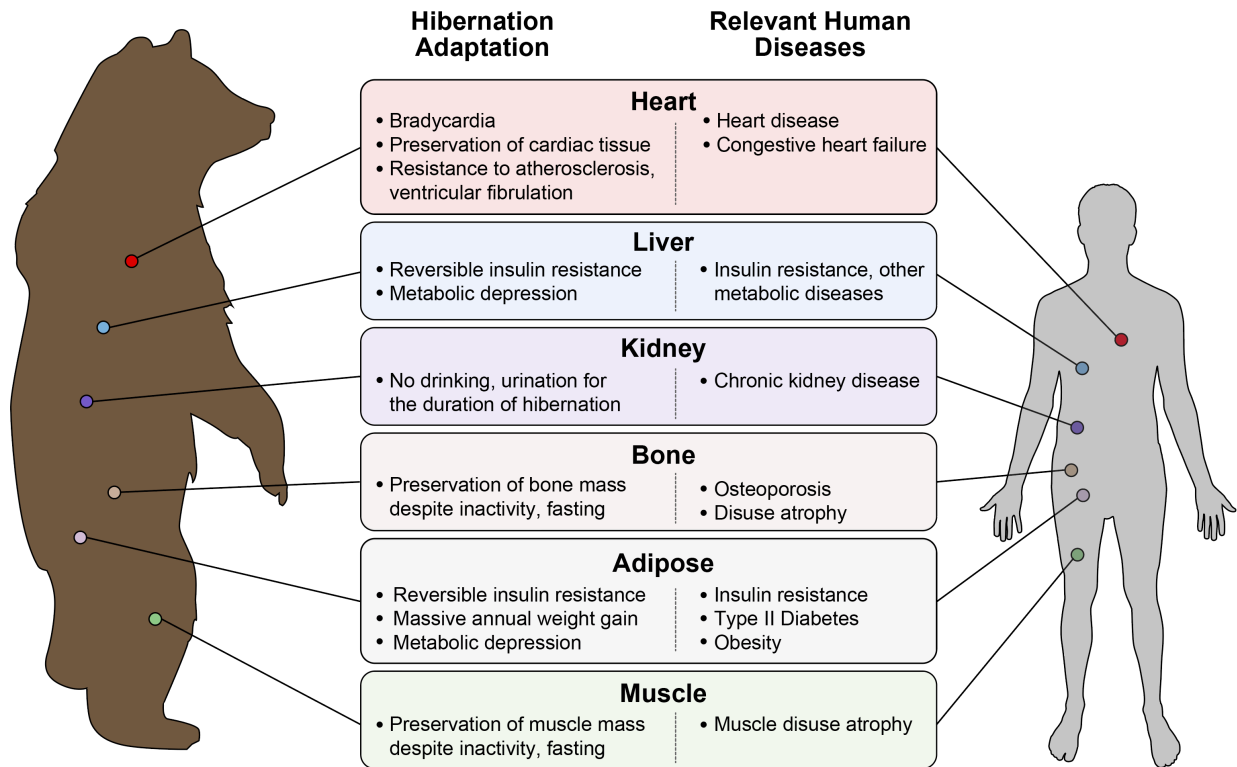 Hibernation
Adaptation
Relevant Human
Diseases
Heart
• Bradycardia
• Preservation of cardiac tissue
• Resistance to atherosclerosis,
ventricular fibrulation
• Heart disease
• Congestive heart failure
Liver
• Reversible insulin resistance
• Metabolic depression
• Insulin resistance, other
metabolic diseases
Kidney
• No drinking, urination for
the duration of hibernation
• Chronic kidney disease
Bone
• Preservation of bone mass
despite inactivity, fasting
• Osteoporosis
• Disuse atrophy
Adipose
• Reversible insulin resistance
• Massive annual weight gain
• Metabolic depression
• Insulin resistance
• Type II Diabetes
• Obesity
Muscle
• Preservation of muscle mass
despite inactivity, fasting
• Muscle disuse atrophy